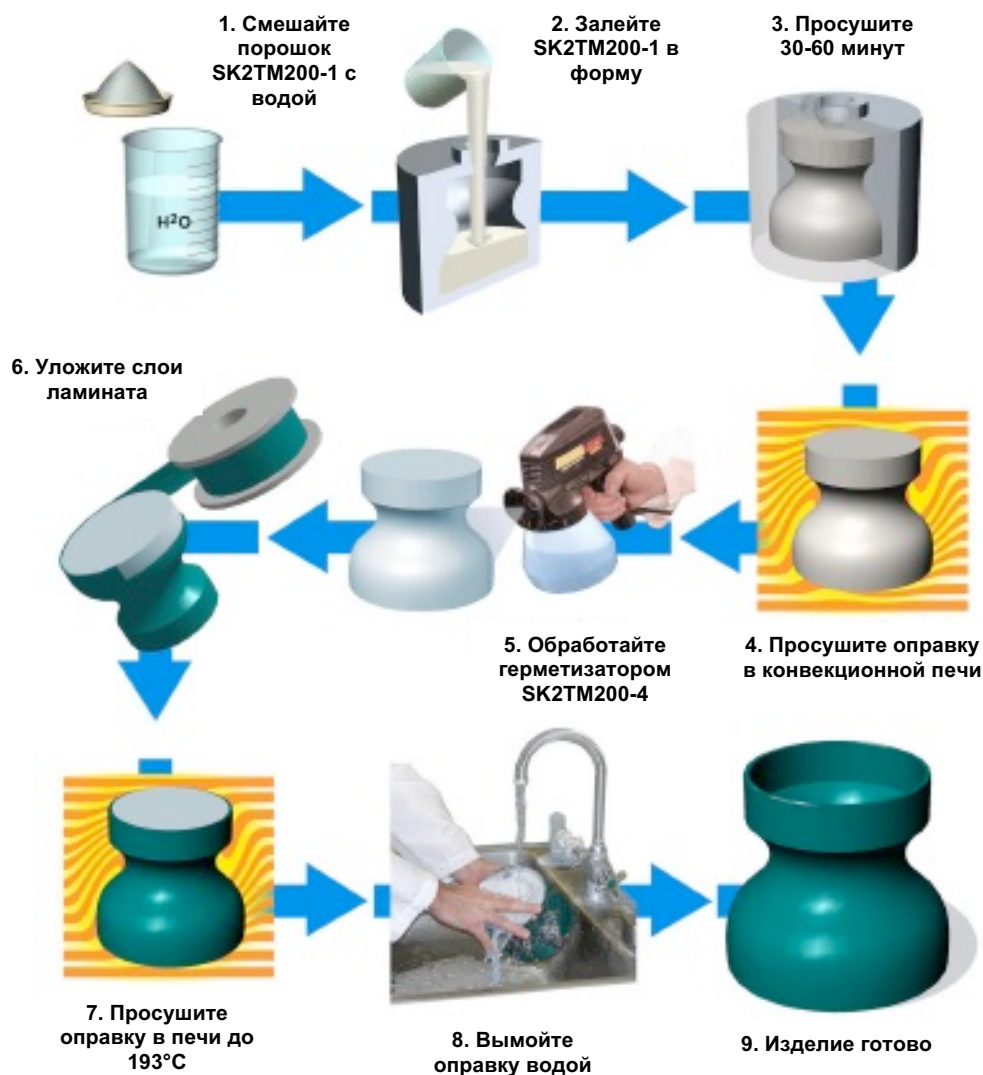 1. Смешайте
порошок
SK2TM200-1 с
водой
2. Залейте
SK2TM200-1 в
форму
3. Просушите
30-60 минут
H²O
6. Уложите слои
ламината
5. Обработайте
герметизатором
SK2TM200-4
4. Просушите оправку
в конвекционной печи
7. Просушите
оправку в печи до
193°C
8. Вымойте
оправку водой
9. Изделие готово